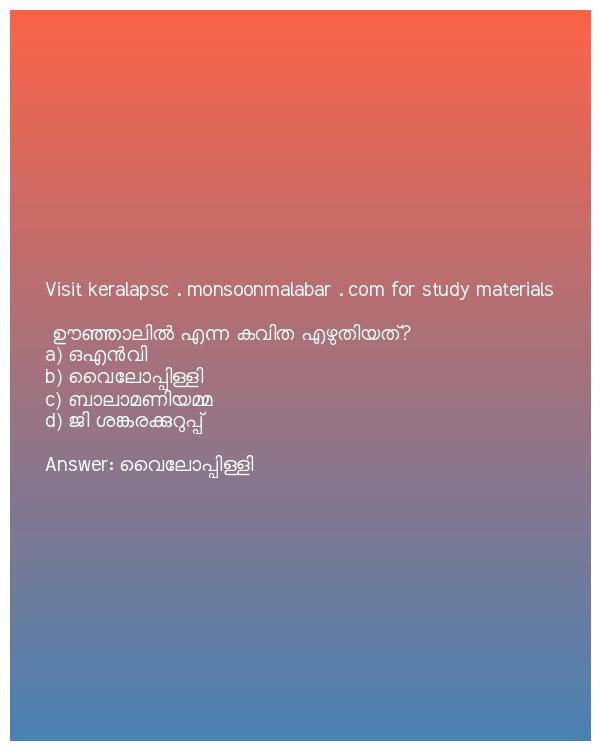 Visit keralapsc . monsoonmalabar . com for study materials
ഊഞ്ഞാലിൽ എന്ന കവിത എഴുതിയത്?
a) ഒഎൻവി
b) വൈലോപ്പിള്ളി
c) ബാലാമണിയമ്മ
d) ജി ശങ്കരക്കുറുപ്പ്
Answer: വൈലോപ്പിള്ളി